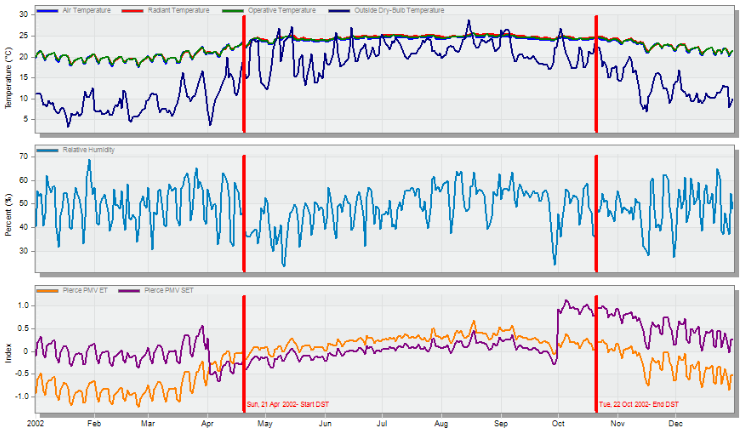 Air Temperature Radiant Temperature Operative Temperature Outside Dry-Bulb Temperature
Temperature (°C)
30
25
20
15
10
5
Relative Humidity
Percent (%)
70
60
50
40
30
Pierce PMV ET Pierce PMV SET
Index
1.0
0.5
0.0
-0.5
-1.0
Sun, 21 Apr 2002- Start DST
Tue, 22 Oct 2002- End DST
2002 Feb Mar Apr May Jun Jul Aug Sep Oct Nov Dec